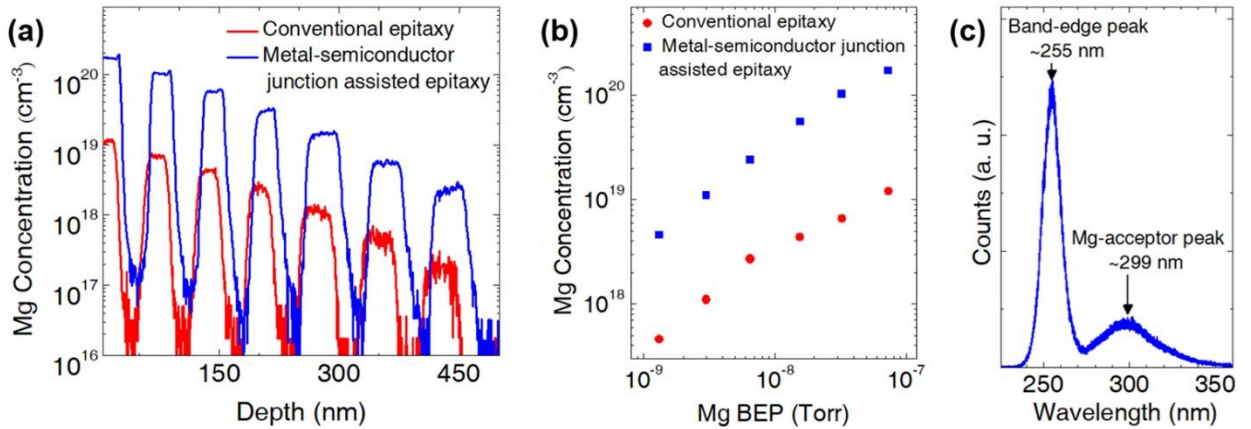 (a)
Conventional epitaxy
Metal-semiconductor
junction assisted epitaxy
Mg Concentration (cm⁻³)
10²⁰
10¹⁹
10¹⁸
10¹⁷
10¹⁶
150
300
450
Depth (nm)
(b)
Conventional epitaxy
Metal-semiconductor junction
assisted epitaxy
Mg Concentration (cm⁻³)
10²⁰
10¹⁹
10¹⁸
10⁻⁹
10⁻⁸
10⁻⁷
Mg BEP (Torr)
(c)
Band-edge peak
~255 nm
Mg-acceptor peak
~299 nm
Counts (a. u.)
250
300
350
Wavelength (nm)